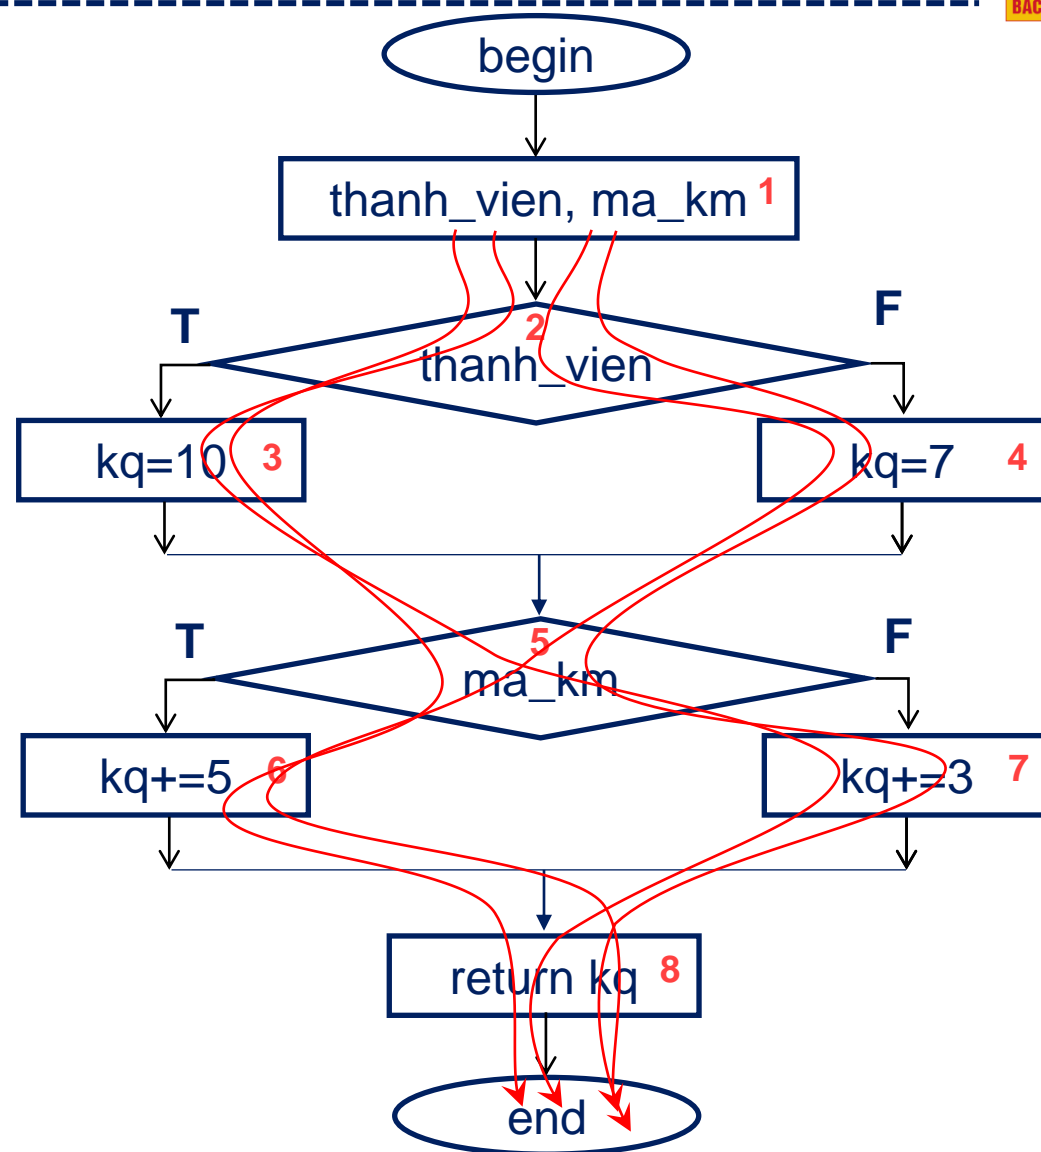 BAC
begin
thanh_vien, ma_km 1
T
F
2
thanh_vien
kq=10 3
kq=7 4
T
F
5
ma_km
kq+=5 6
kq+=3 7
return kq 8
end